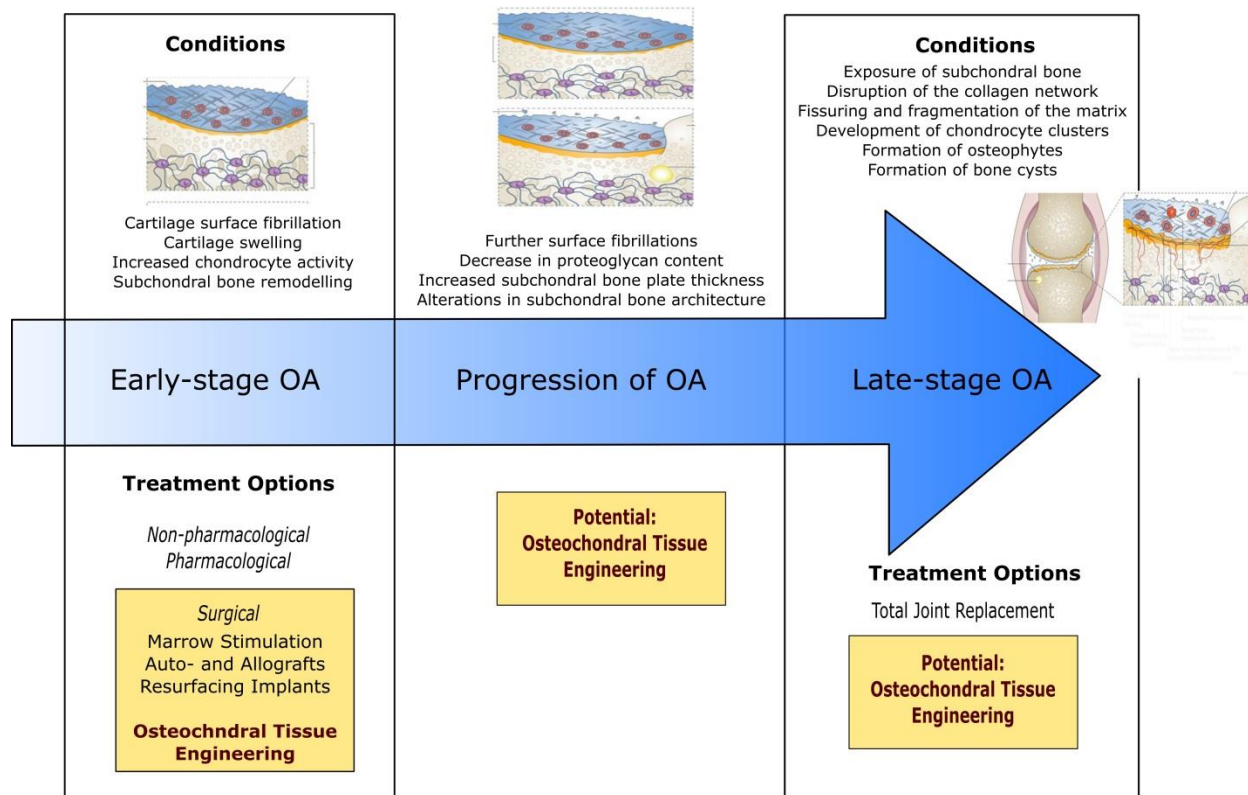 Conditions
Cartilage surface fibrillation
Cartilage swelling
Increased chondrocyte activity
Subchondral bone remodelling
Further surface fibrillations
Decrease in proteoglycan content
Increased subchondral bone plate thickness
Alterations in subchondral bone architecture
Conditions
Exposure of subchondral bone
Disruption of the collagen network
Fissuring and fragmentation of the matrix
Development of chondrocyte clusters
Formation of osteophytes
Formation of bone cysts
Early-stage OA
Progression of OA
Late-stage OA
Treatment Options
Non-pharmacological
Pharmacological
Surgical
Marrow Stimulation
Auto- and Allografts
Resurfacing Implants
Osteochndral Tissue
Engineering
Potential:
Osteochondral Tissue
Engineering
Treatment Options
Total Joint Replacement
Potential:
Osteochondral Tissue
Engineering